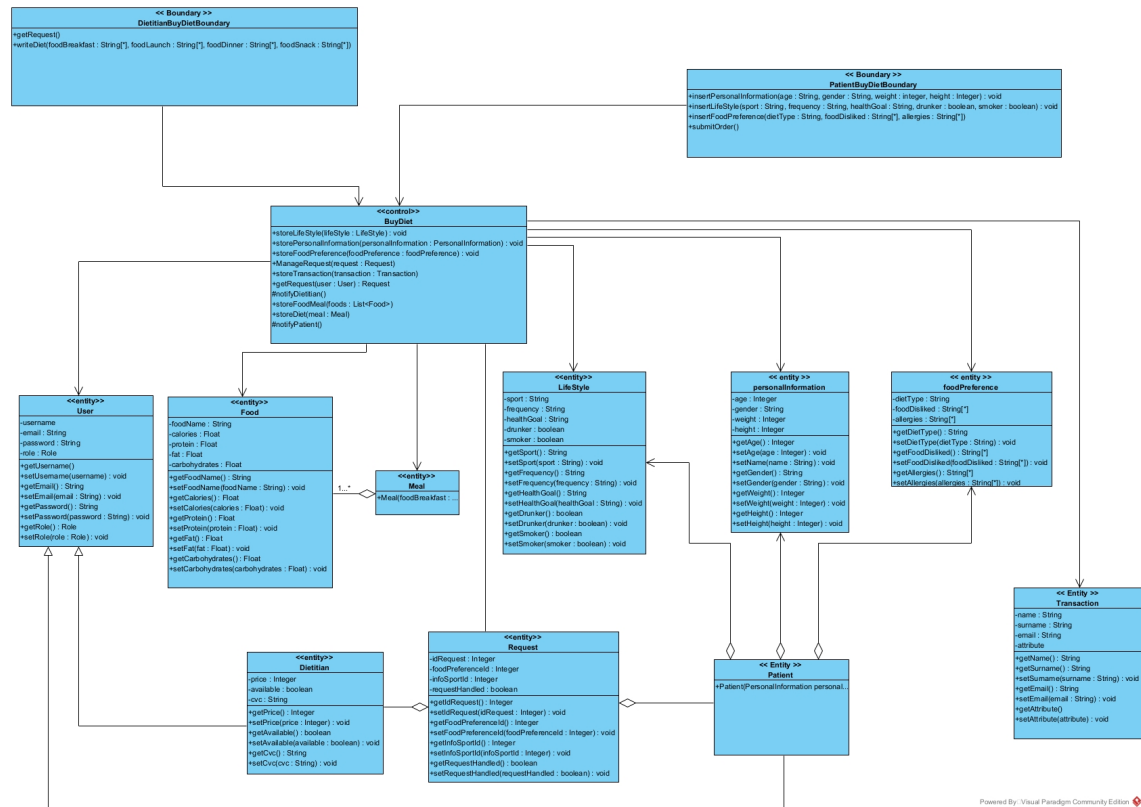 << Boundary >>
DietitianBuyDietBoundary
+getRequest()
+writeDiet(foodBreakfast : String[*], foodLaunch : String[*], foodDinner : String[*], foodSnack : String[*])
<< Boundary >>
PatientBuyDietBoundary
+insertPersonalInformation(age : String, gender : String, weight : integer, height : Integer) : void
+insertLifeStyle(sport : String, frequency : String, healthGoal : String, drunker : boolean, smoker : boolean) : void
+insertFoodPreference(dietType : String, foodDisliked : String[*], allergies : String[*])
+submitOrder()
<<control>>
BuyDiet
+storeLifeStyle(lifeStyle : LifeStyle) : void
+storePersonalInformation(personalInformation : PersonalInformation) : void
+storeFoodPreference(foodPreference : foodPreference) : void
+ManageRequest(request : Request)
+storeTransaction(transaction : Transaction)
+getRequest(user : User) : Request
#notifyDietitian()
+storeFoodMeal(foods : List<Food>)
+storeDiet(meal : Meal)
#notifyPatient()
<<entity>>
User
-username
-email : String
-password : String
-role : Role
+getUsername()
+setUsername(username) : void
+getEmail() : String
+setEmail(email : String) : void
+getPassword() : String
+setPassword(password : String) : void
+getRole() : Role
+setRole(role : Role) : void
<<entity>>
Food
-foodName : String
-calories : Float
-protein : Float
-fat : Float
-carbohydrates : Float
+getFoodName() : String
+setFoodName(foodName : String) : void
+getCalories() : Float
+setCalories(calories : Float) : void
+getProtein() : Float
+setProtein(protein : Float) : void
+getFat() : Float
+setFat(fat : Float) : void
+getCarbohydrates() : Float
+setCarbohydrates(carbohydrates : Float) : void
1...*
<<entity>>
Meal
+Meal(foodBreakfast : ...
<<entity>>
LifeStyle
-sport : String
-frequency : String
-healthGoal : String
-drunker : boolean
-smoker : boolean
+getSport() : String
+setSport(sport : String) : void
+getFrequency() : String
+setFrequency(frequency : String) : void
+getHealthGoal() : String
+setHealthGoal(healthGoal : String) : void
+getDrunker() : boolean
+setDrunker(drunker : boolean) : void
+getSmoker() : boolean
+setSmoker(smoker : boolean) : void
<< entity >>
personalInformation
-age : Integer
-gender : String
-weight : Integer
-height : Integer
+getAge() : Integer
+setAge(age : Integer) : void
+setName(name : String) : void
+getGender() : String
+setGender(gender : String) : void
+getWeight() : Integer
+setWeight(weight : Integer) : void
+getHeight() : Integer
+setHeight(height : Integer) : void
<< entity >>
foodPreference
-dietType : String
-foodDisliked : String[*]
-allergies : String[*]
+getDietType() : String
+setDietType(dietType : String) : void
+getFoodDisliked() : String[*]
+setFoodDisliked(foodDisliked : String[*]) : void
+getAllergies() : String[*]
+setAllergies(allergies : String[*]) : void
<< Entity >>
Transaction
-name : String
-surname : String
-email : String
-attribute
+getName() : String
+getSurname() : String
+setSurname(surname : String) : void
+getEmail() : String
+setEmail(email : String) : void
+getAttribute()
+setAttribute(attribute) : void
<<entity>>
Dietitian
-price : Integer
-available : boolean
-cvc : String
+getPrice() : Integer
+setPrice(price : Integer) : void
+getAvailable() : boolean
+setAvailable(available : boolean) : void
+getCvc() : String
+setCvc(cvc : String) : void
<<entity>>
Request
-idRequest : Integer
-foodPreferenceId : Integer
-infoSportId : Integer
-requestHandled : boolean
+getIdRequest() : Integer
+setIdRequest(idRequest : Integer) : void
+getFoodPreferenceId() : Integer
+setFoodPreferenceId(foodPreferenceId : Integer) : void
+getInfoSportId() : Integer
+setInfoSportId(infoSportId : Integer) : void
+getRequestHandled() : boolean
+setRequestHandled(requestHandled : boolean) : void
<< Entity >>
Patient
+Patient(PersonalInformation personal...
Powered By: Visual Paradigm Community Edition